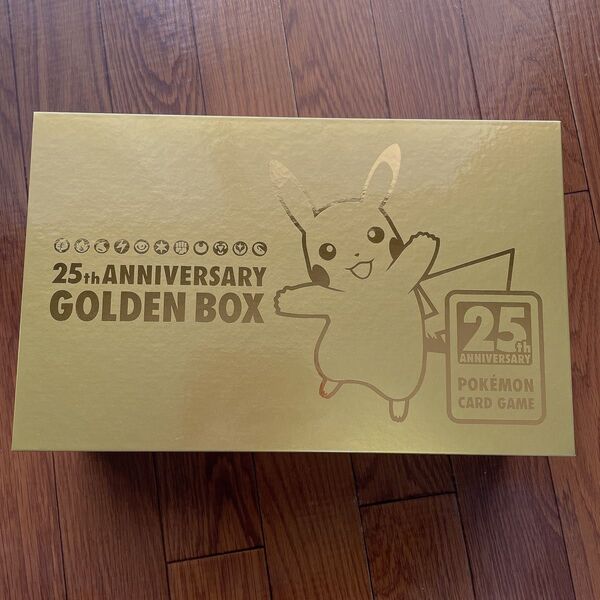 25th ANNIVERSARY
GOLDEN BOX
25th
ANNIVERSARY
POKÉMON
CARD GAME